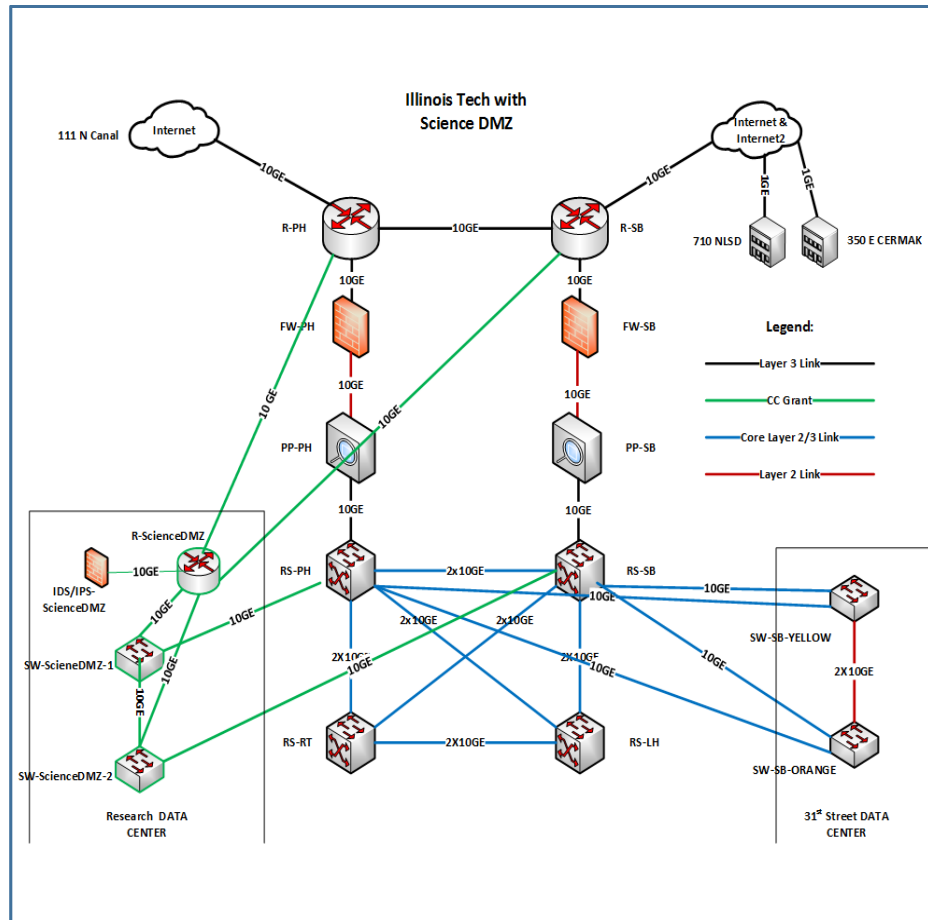 Illinois Tech with
Science DMZ
111 N Canal
Internet
Internet &
Internet2
10GE
10GE
1GE
1GE
R-PH
10GE
R-SB
710 NLSD
350 E CERMAK
10GE
10GE
FW-PH
FW-SB
Legend:
Layer 3 Link
10GE
10GE
CC Grant
10 GE
10GE
PP-PH
PP-SB
Core Layer 2/3 Link
Layer 2 Link
10GE
10GE
R-ScienceDMZ
IDS/IPS-
ScienceDMZ
10GE
RS-PH
2x10GE
RS-SB
10GE
10GE
10GE
10GE
2x10GE
2x10GE
SW-SB-YELLOW
SW-ScieneDMZ-1
10GE
10GE
2X10GE
10GE
2X10GE
10GE
10GE
2X10GE
RS-RT
2X10GE
RS-LH
SW-ScienceDMZ-2
SW-SB-ORANGE
Research DATA
CENTER
31st Street DATA
CENTER